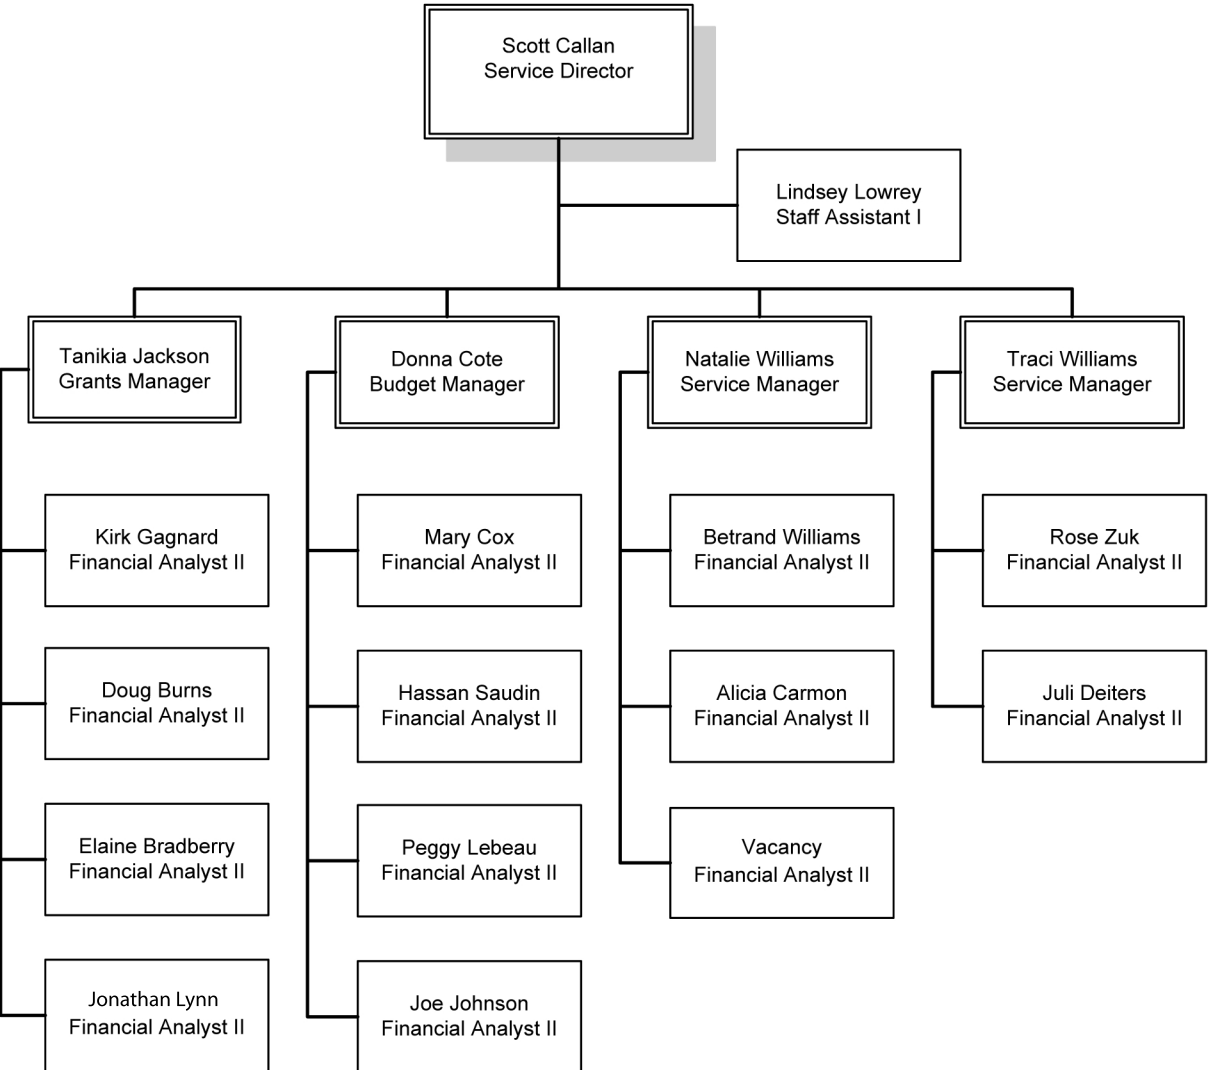 Scott Callan
Service Director
Lindsey Lowrey
Staff Assistant I
Tanikia Jackson
Grants Manager
Donna Cote
Budget Manager
Natalie Williams
Service Manager
Traci Williams
Service Manager
Kirk Gagnard
Financial Analyst II
Mary Cox
Financial Analyst II
Betrand Williams
Financial Analyst II
Rose Zuk
Financial Analyst II
Doug Burns
Financial Analyst II
Hassan Saudin
Financial Analyst II
Alicia Carmon
Financial Analyst II
Juli Deiters
Financial Analyst II
Elaine Bradberry
Financial Analyst II
Peggy Lebeau
Financial Analyst II
Vacancy
Financial Analyst II
Jonathan Lynn
Financial Analyst II
Joe Johnson
Financial Analyst II